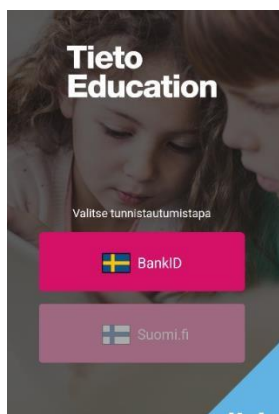 Tieto
Education
Valitse tunnistautumistapa
BankID
Suomi.fi